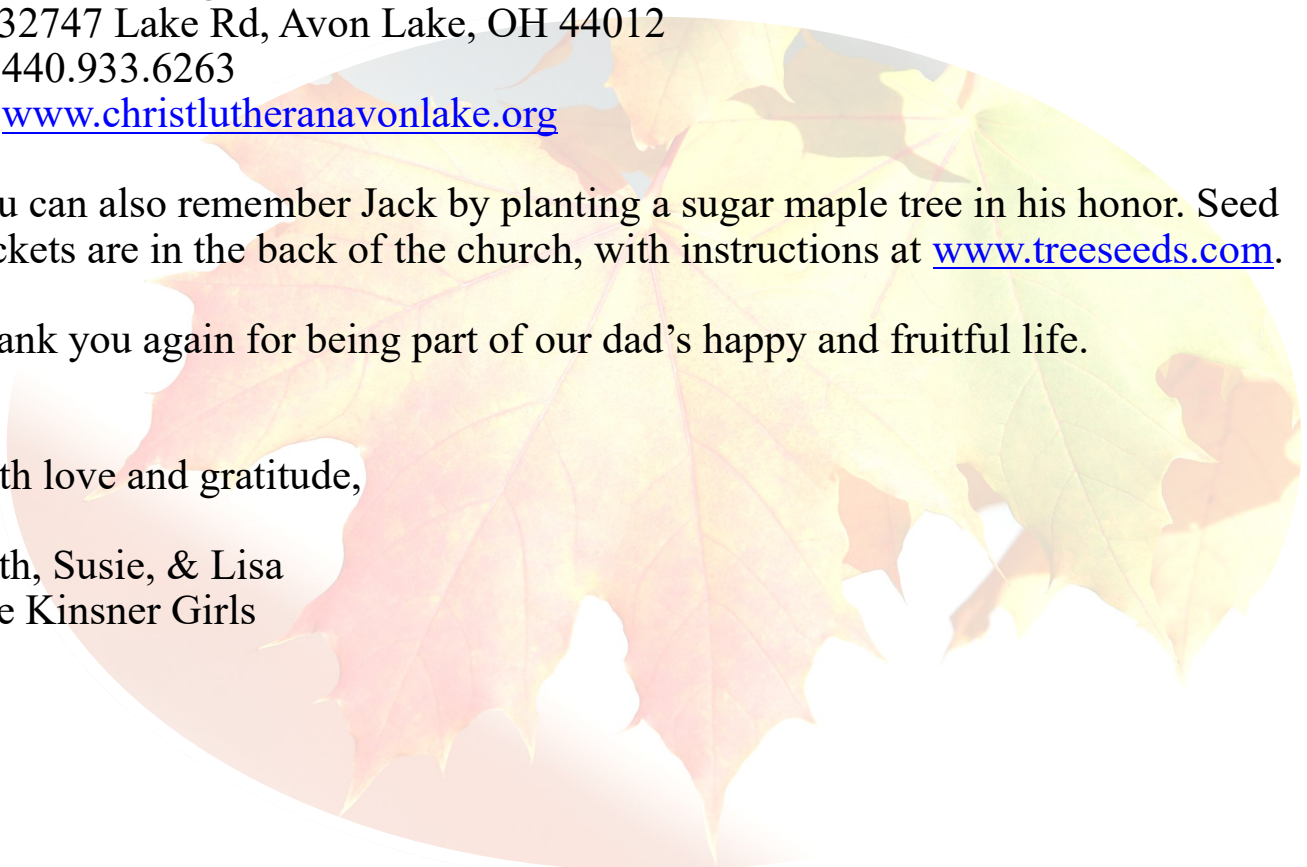 32747 Lake Rd, Avon Lake, OH 44012
440.933.6263
www.christlutheranavonlake.org
u can also remember Jack by planting a sugar maple tree in his honor. Seed
ckets are in the back of the church, with instructions at www.treeseeds.com.
ank you again for being part of our dad’s happy and fruitful life.
th love and gratitude,
th, Susie, & Lisa
e Kinsner Girls